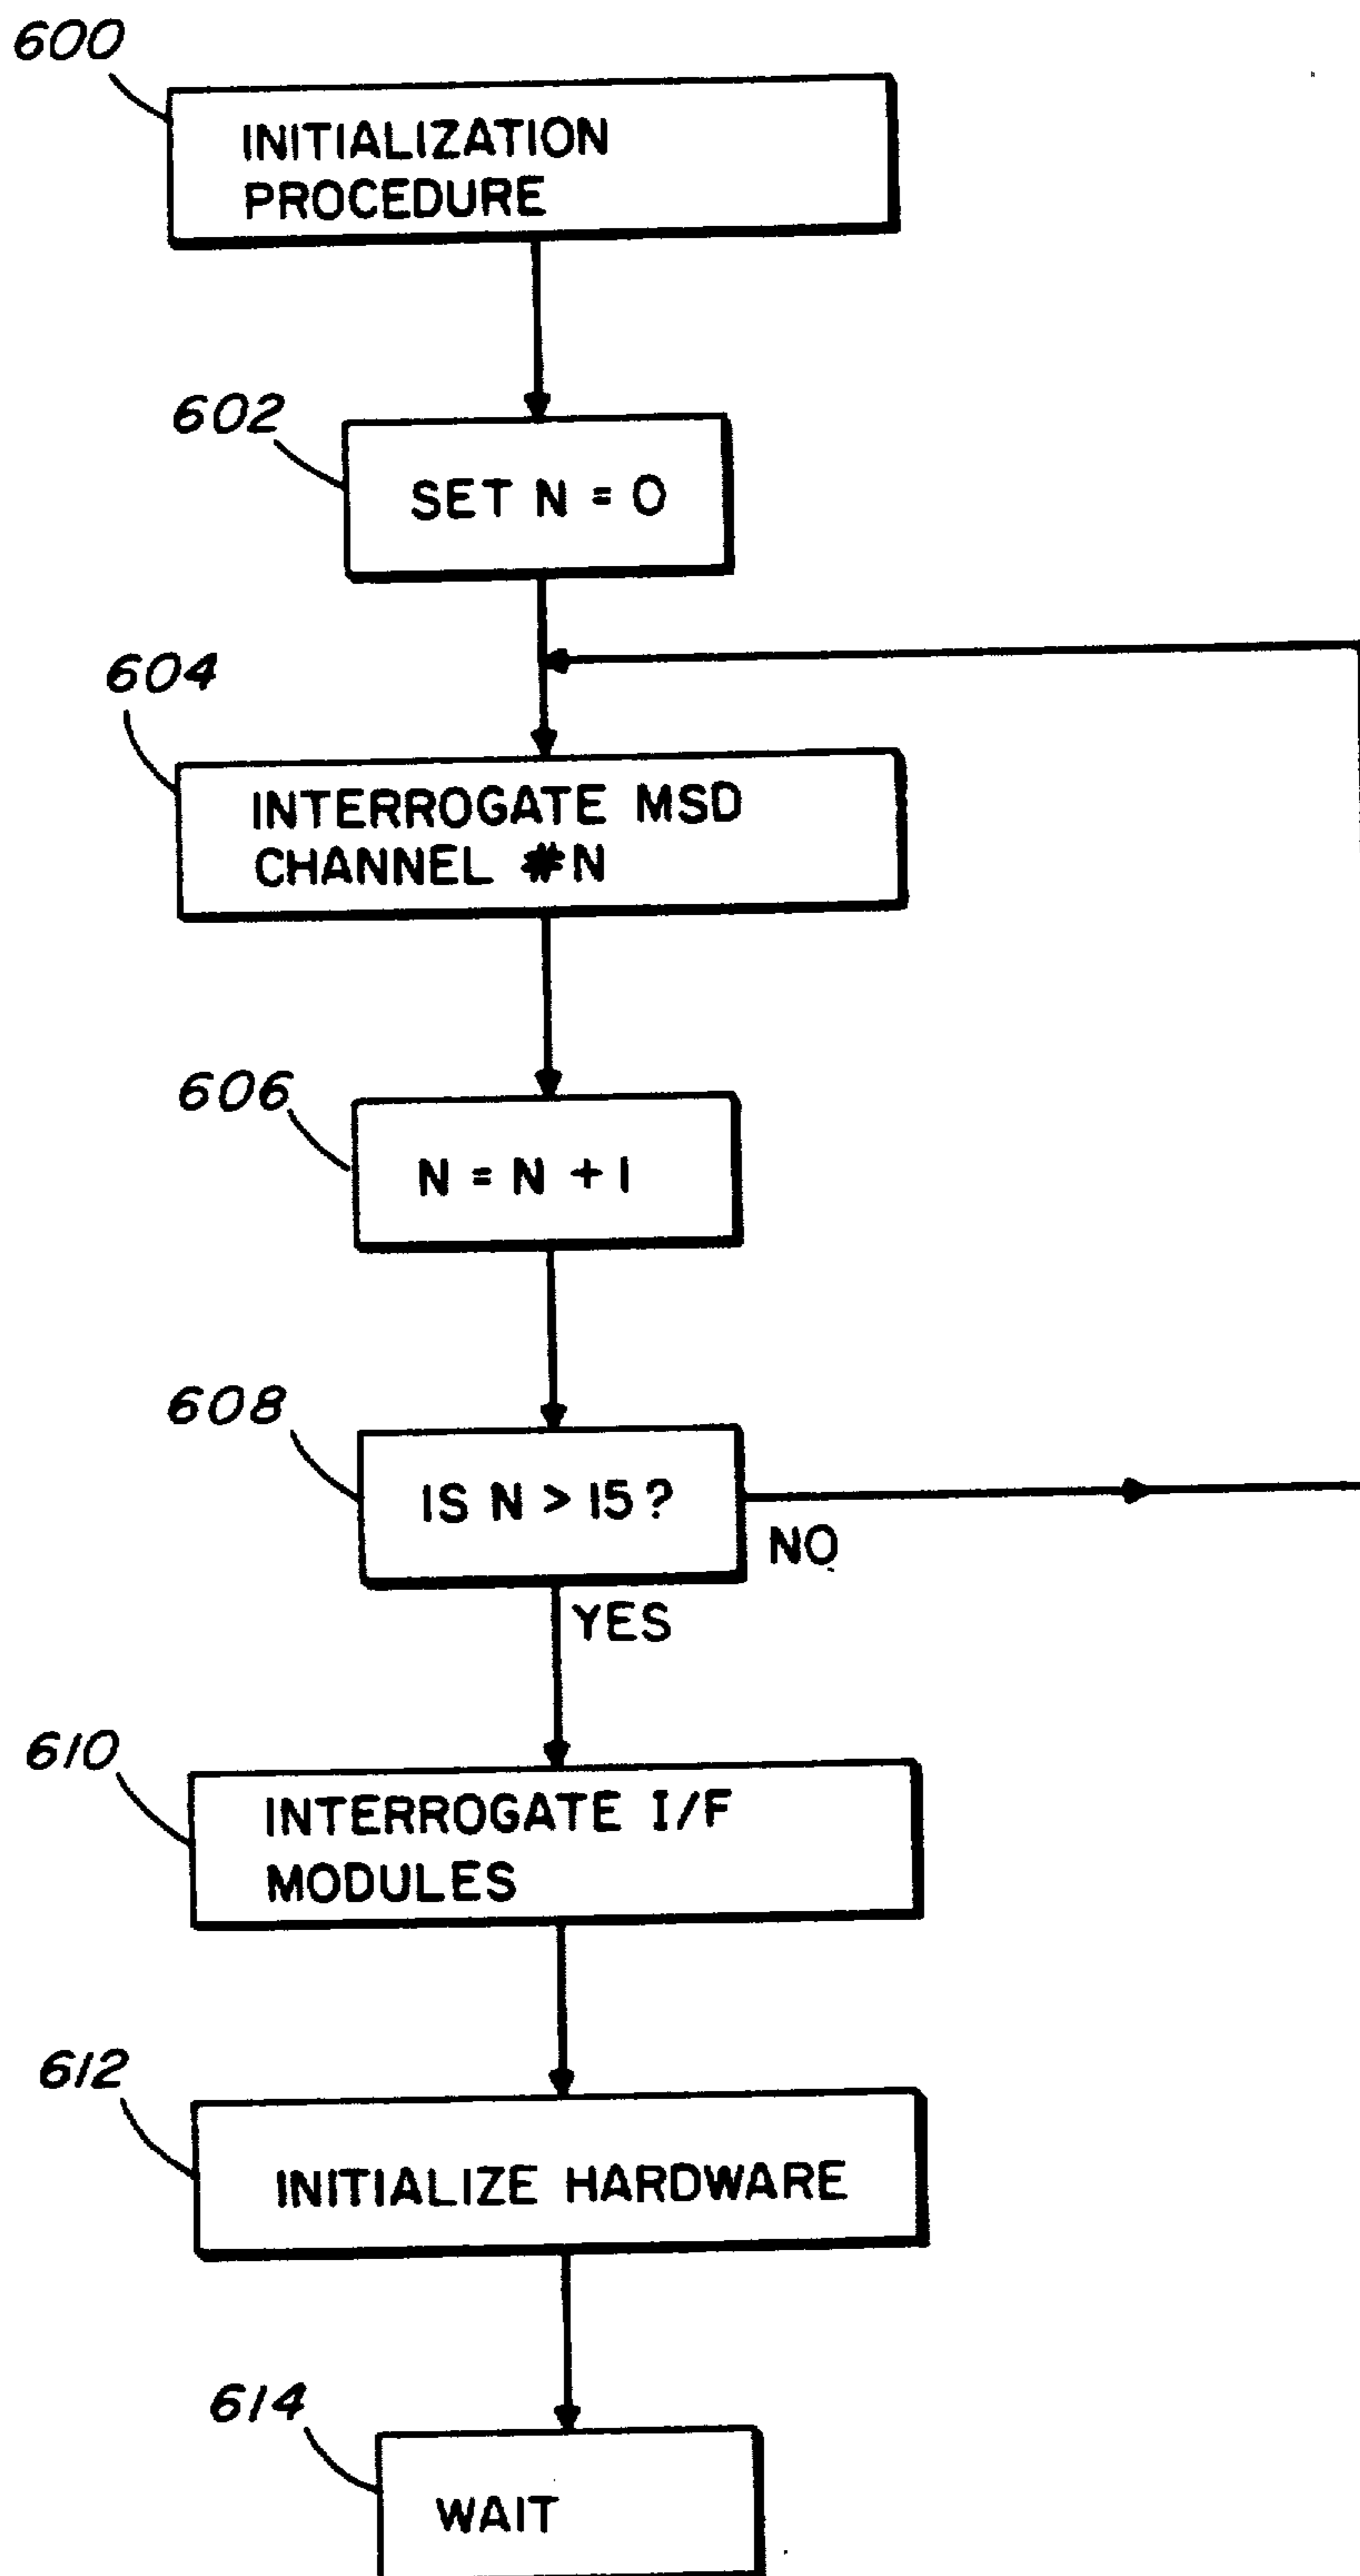 600
INITIALIZATION
PROCEDURE
602
SET N = 0
604
INTERROGATE MSD
CHANNEL #N
606
N = N + 1
608
IS N > 15?
NO
YES
610
INTERROGATE I/F
MODULES
612
INITIALIZE HARDWARE
614
WAIT